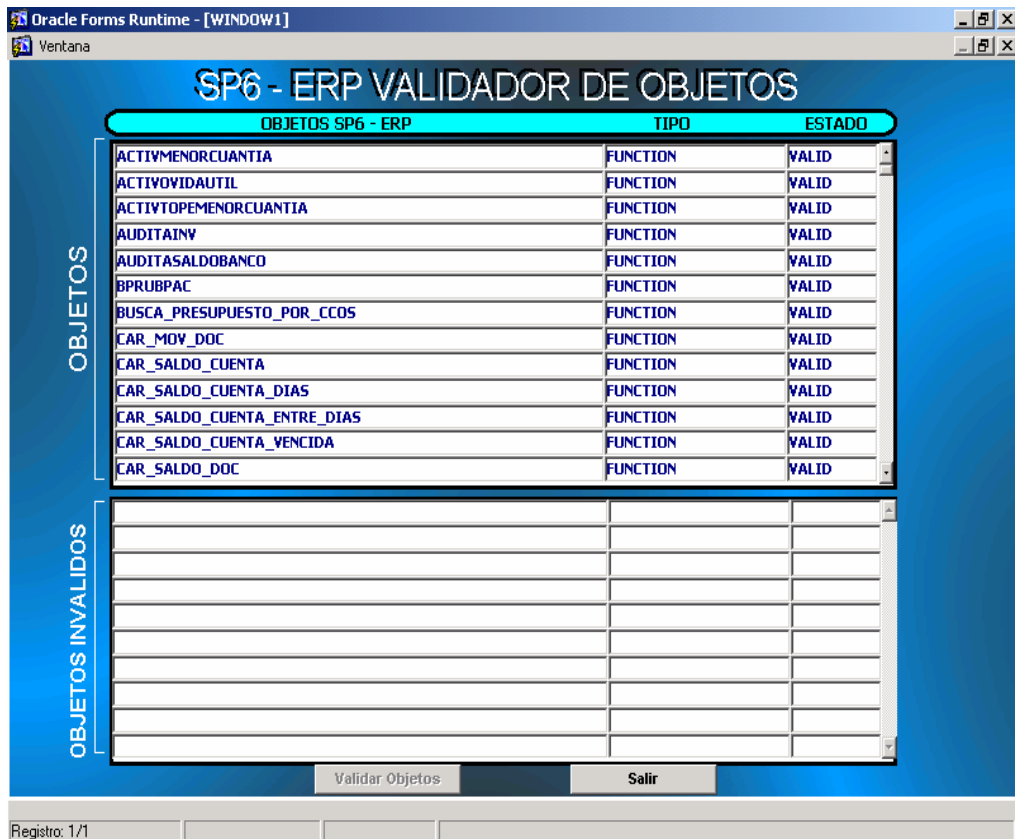 Oracle Forms Runtime - [WINDOW1]
Ventana
SP6 - ERP VALIDADOR DE OBJETOS
OBJETOS SP6 - ERP TIPO ESTADO
OBJETOS
ACTIVMENORCUANTIA FUNCTION VALID
ACTIVOVIDAUTIL FUNCTION VALID
ACTIVTOPEMENORCUANTIA FUNCTION VALID
AUDITAINV FUNCTION VALID
AUDITASALDOBANCO FUNCTION VALID
BPRUBPAC FUNCTION VALID
BUSCA_PRESUPUESTO_POR_CCOS FUNCTION VALID
CAR_MOV_DOC FUNCTION VALID
CAR_SALDO_CUENTA FUNCTION VALID
CAR_SALDO_CUENTA_DIAS FUNCTION VALID
CAR_SALDO_CUENTA_ENTRE_DIAS FUNCTION VALID
CAR_SALDO_CUENTA_VENCIDA FUNCTION VALID
CAR_SALDO_DOC FUNCTION VALID
OBJETOS INVALIDOS
Validar Objetos Salir
Registro: 1/1